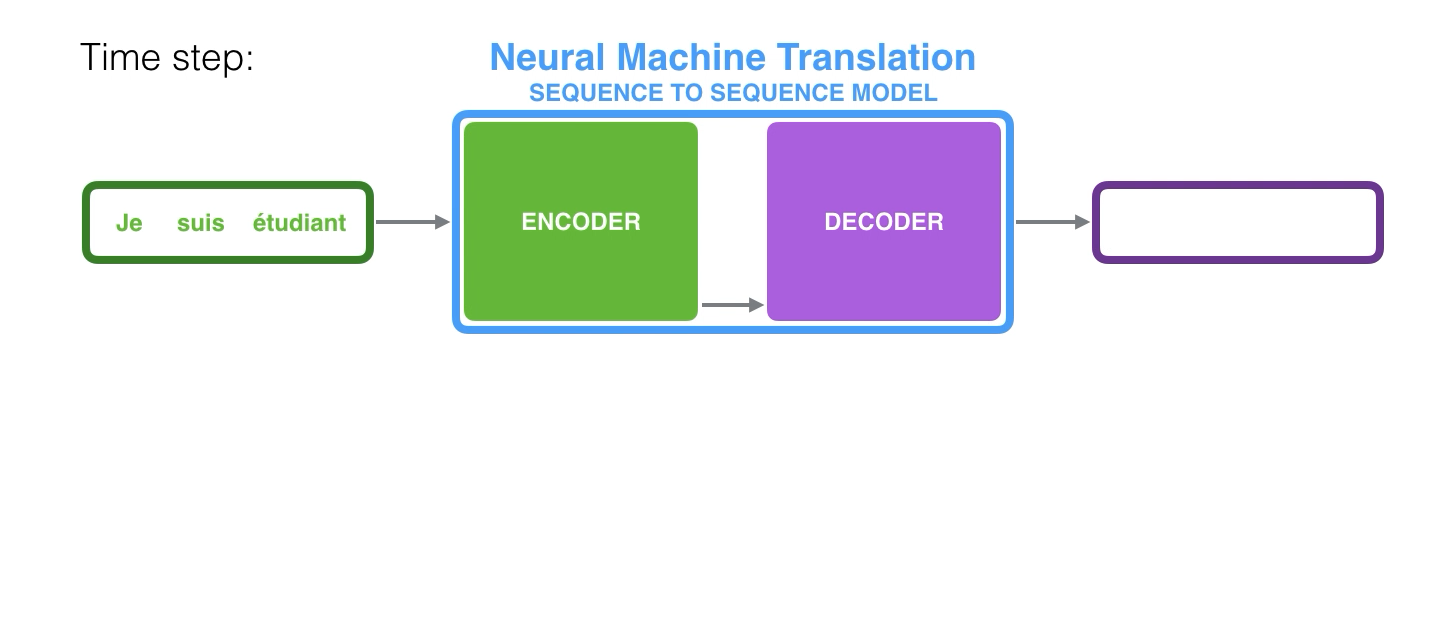 Time step:
Neural Machine Translation
SEQUENCE TO SEQUENCE MODEL
Je suis étudiant
ENCODER
DECODER